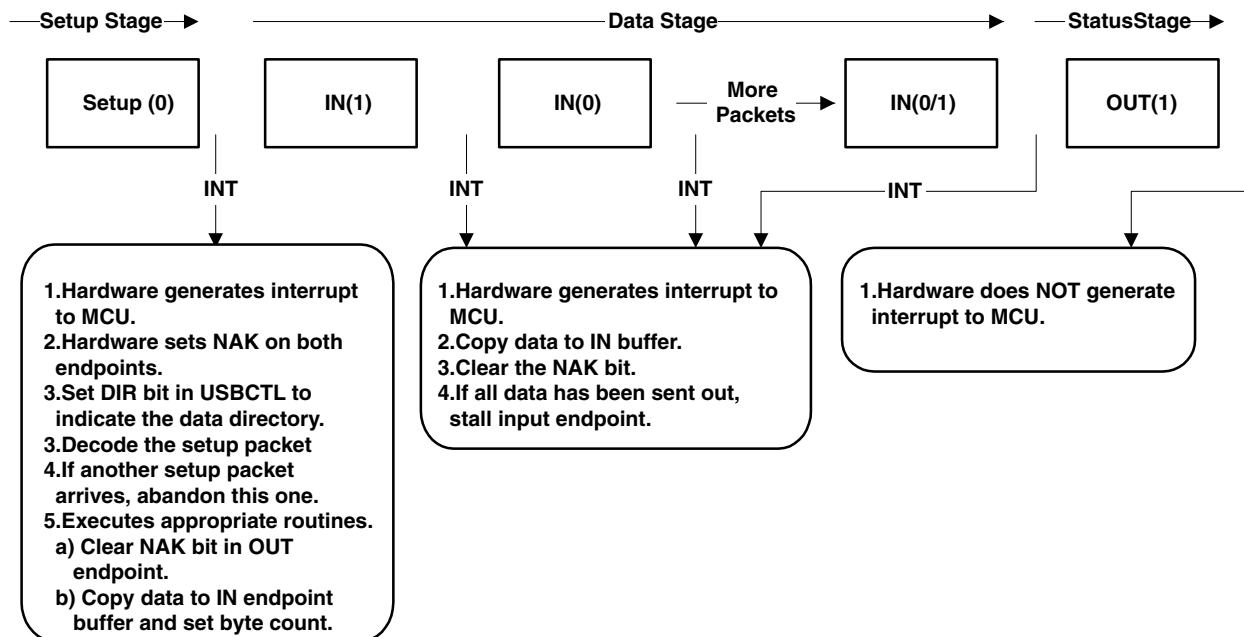 Setup Stage
Data Stage
StatusStage
Setup (0)
IN(1)
IN(0)
More
Packets
IN(0/1)
OUT(1)
INT
INT
INT
INT
1.Hardware generates interrupt
to MCU.
2.Hardware sets NAK on both
endpoints.
3.Set DIR bit in USBCTL to
indicate the data directory.
3.Decode the setup packet
4.If another setup packet
arrives, abandon this one.
5.Executes appropriate routines.
a) Clear NAK bit in OUT
endpoint.
b) Copy data to IN endpoint
buffer and set byte count.
1.Hardware generates interrupt to
MCU.
2.Copy data to IN buffer.
3.Clear the NAK bit.
4.If all data has been sent out,
stall input endpoint.
1.Hardware does NOT generate
interrupt to MCU.